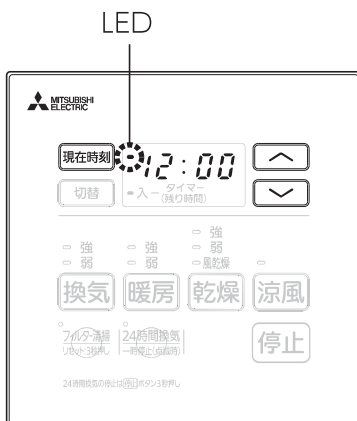 LED
MITSUBISHI
ELECTRIC
現在時刻
12:00
切替
入
タイマー
(残り時間)
強
弱
強
弱
強
弱
風乾燥
換気
暖房
乾燥
涼風
フィルター清掃
リセット3秒押し
24時間換気
一時停止(点滅時)
停止
24時間換気の停止は停止ボタン3秒押し